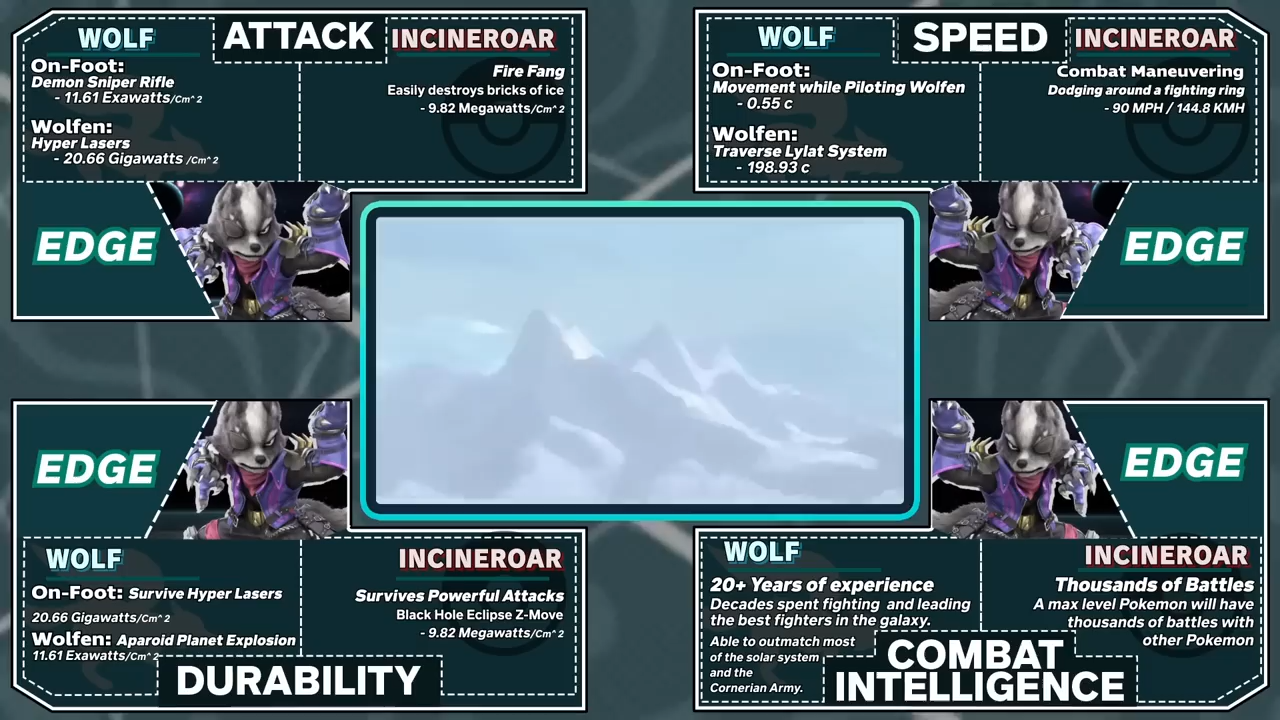 ATTACK
WOLF
On-Foot:
Demon Sniper Rifle
- 11.61 Exawatts/Cm^2
Wolfen:
Hyper Lasers
- 20.66 Gigawatts /Cm^2
INCINEROAR
Fire Fang
Easily destroys bricks of ice
- 9.82 Megawatts/Cm^2
EDGE
SPEED
WOLF
On-Foot:
Movement while Piloting Wolfen
- 0.55 c
Wolfen:
Traverse Lylat System
- 198.93 c
INCINEROAR
Combat Maneuvering
Dodging around a fighting ring
- 90 MPH / 144.8 KMH
EDGE
EDGE
WOLF
On-Foot: Survive Hyper Lasers
20.66 Gigawatts/Cm^2
Wolfen: Aparoid Planet Explosion
11.61 Exawatts/Cm^2
INCINEROAR
Survives Powerful Attacks
Black Hole Eclipse Z-Move
- 9.82 Megawatts/Cm^2
DURABILITY
EDGE
WOLF
20+ Years of experience
Decades spent fighting and leading
the best fighters in the galaxy.
Able to outmatch most
of the solar system
and the
Cornerian Army.
INCINEROAR
Thousands of Battles
A max level Pokemon will have
thousands of battles with
other Pokemon
COMBAT
INTELLIGENCE